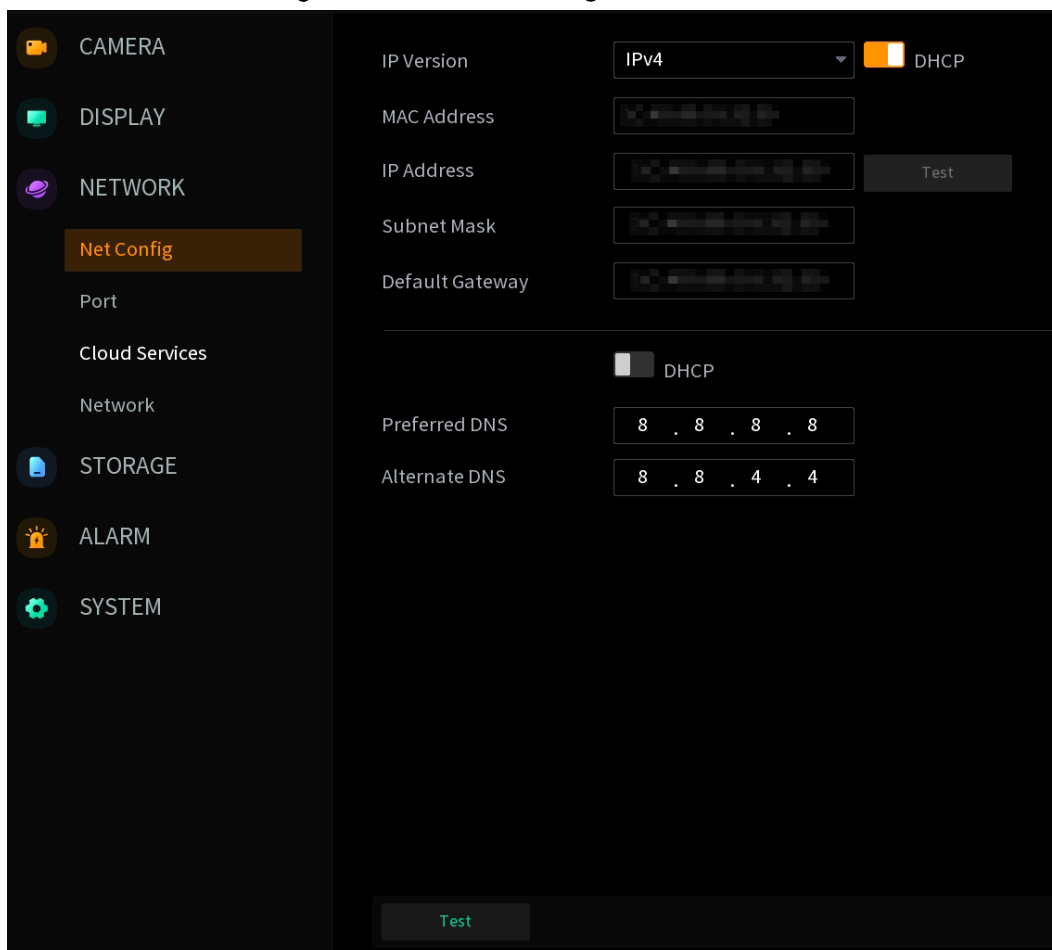 CAMERA
DISPLAY
NETWORK
Net Config
Port
Cloud Services
Network
STORAGE
ALARM
SYSTEM
IP Version IPv4 DHCP
MAC Address
IP Address Test
Subnet Mask
Default Gateway
DHCP
Preferred DNS 8 . 8 . 8 . 8
Alternate DNS 8 . 8 . 4 . 4
Test